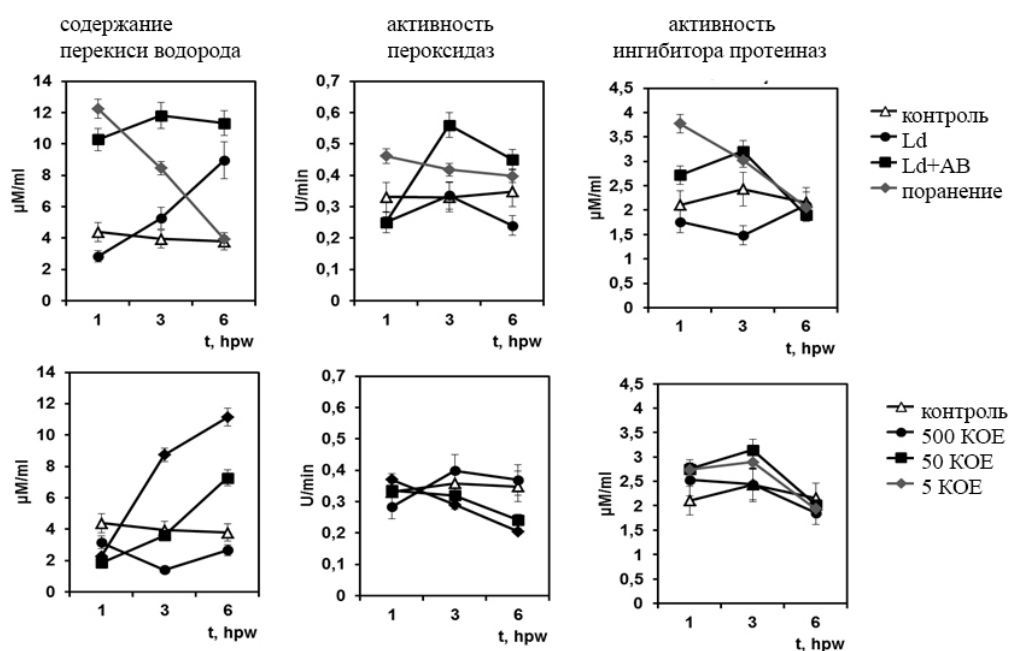 содержание
перекиси водорода
активность
пероксидаз
активность
ингибитора протеиназ
µM/ml
14
12
10
8
6
4
2
0
1 3 6
t, hpw
U/min
0,7
0,6
0,5
0,4
0,3
0,2
0,1
0
1 3 6
t, hpw
µM/ml
4,5
4
3,5
3
2,5
2
1,5
1
0,5
0
1 3 6
t, hpw
контроль
Ld
Ld+AB
поранение
µM/ml
14
12
10
8
6
4
2
0
1 3 6
t, hpw
U/min
0,7
0,6
0,5
0,4
0,3
0,2
0,1
0
1 3 6
t, hpw
µM/ml
4,5
4
3,5
3
2,5
2
1,5
1
0,5
0
1 3 6
t, hpw
контроль
500 КОЕ
50 КОЕ
5 КОЕ